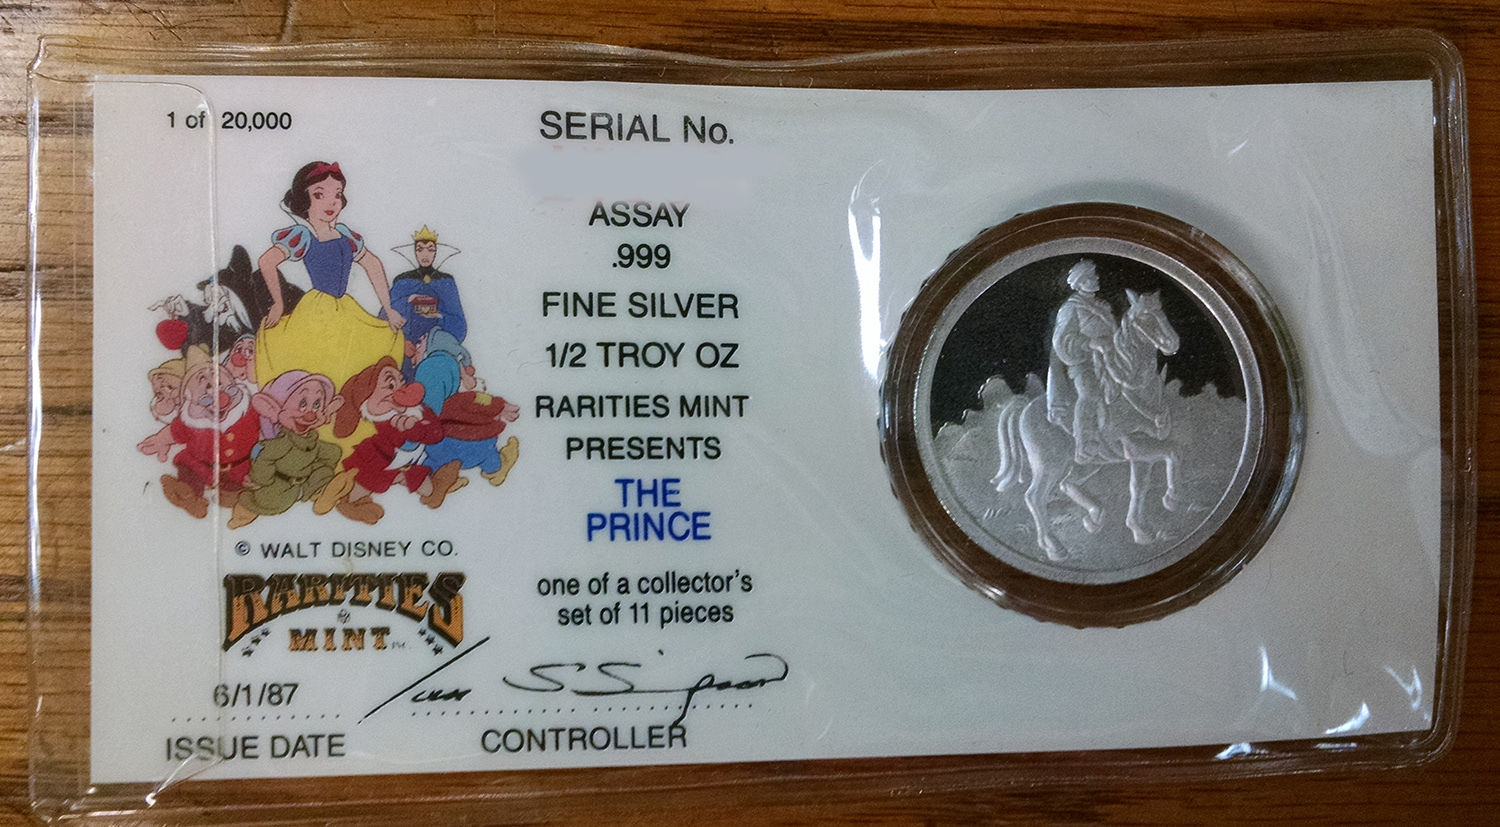 1 of 20,000
SERIAL No.
ASSAY
.999
FINE SILVER
1/2 TROY OZ
RARITIES MINT
PRESENTS
THE
PRINCE
one of a collector's
set of 11 pieces
© WALT DISNEY CO.
RARITIES
MINT
6/1/87
ISSUE DATE
CONTROLLER